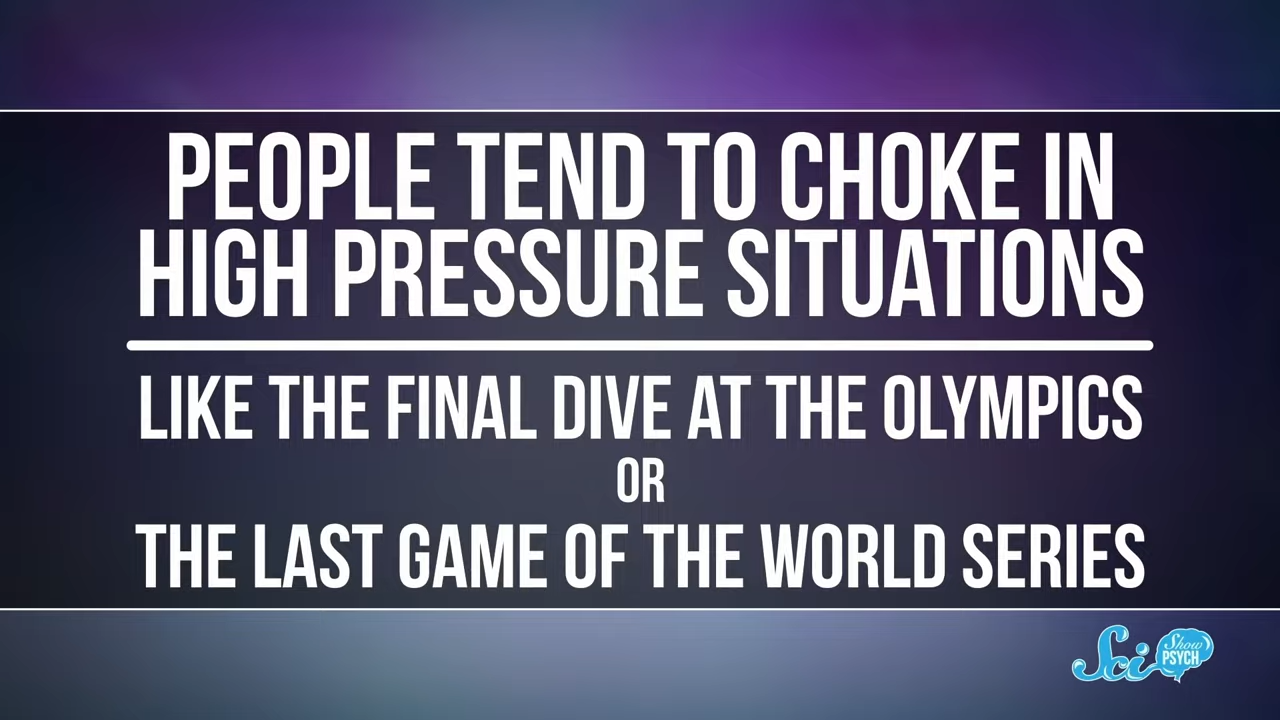 PEOPLE TEND TO CHOKE IN
HIGH PRESSURE SITUATIONS
LIKE THE FINAL DIVE AT THE OLYMPICS
OR
THE LAST GAME OF THE WORLD SERIES
Sci Show
PSYCH